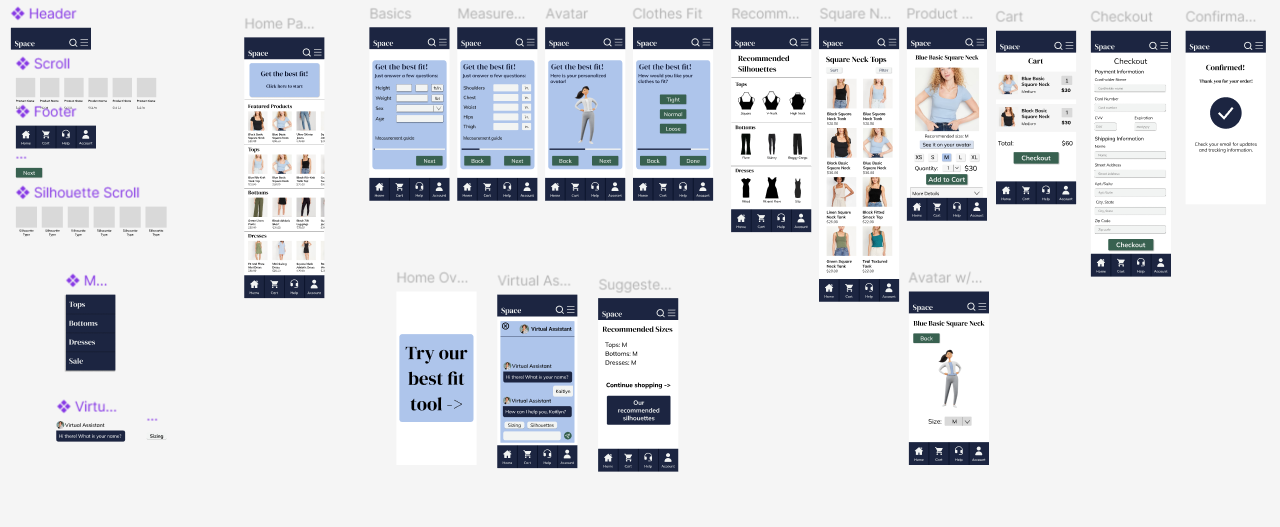 Header
Space
Scroll
Product Name
Product Name
Product Name
Product Name
Product Name
Product Name
Footer
Home
Cart
Help
Account
...
Next
Silhouette Scroll
Silhouette Type
Silhouette Type
Silhouette Type
Silhouette Type
Silhouette Type
Silhouette Type
M...
Tops
Bottoms
Dresses
Sale
Virtu...
Virtual Assistant
Hi there! What is your name?
...
Sizing
Home Pa...
Space
Get the best fit!
Click here to start
Featured Products
Tops
Bottoms
Dresses
Home
Cart
Help
Account
Basics
Space
Get the best fit!
Just answer a few questions:
Height
Weight
Sex
Age
Measurement guide
Next
Home
Cart
Help
Account
Measure...
Space
Get the best fit!
Just answer a few questions:
Shoulders
Chest
Waist
Hips
Thigh
Measurement guide
Back
Next
Home
Cart
Help
Account
Avatar
Space
Get the best fit!
Here is your personalized
avatar!
Back
Next
Home
Cart
Help
Account
Clothes Fit
Space
Get the best fit!
How would you like your
clothes to fit?
Tight
Normal
Loose
Back
Done
Home
Cart
Help
Account
Recomm...
Space
Recommended
Silhouettes
Tops
Square
V-Neck
High neck
Bottoms
Flare
Skinny
Baggy Cargo
Dresses
Slip
Home
Cart
Help
Account
Square N...
Space
Square Neck Tops
Sort
Filter
Black Basic
Square Neck
Tank
Blue Basic
Square Neck
Tank
Black Basic
Square Neck
White Basic
Square Neck
Linen Square
Neck Tank
Black Fitted
Smock Top
Green Square
Neck Tank
Teal Textured
Tank
Home
Cart
Help
Account
Product ...
Space
Blue Basic Square Neck
Recommended size: M
See it on your avatar
XS S M L XL
Quantity: 1 $30
Add to Cart
More Details
Home
Cart
Help
Account
Cart
Space
Cart
Blue Basic
Square Neck
Medium
1
$30
Black Basic
Square Neck
Medium
1
$30
Total: $60
Checkout
Home
Cart
Help
Account
Checkout
Space
Checkout
Payment Information
Cardholder Name
Card Number
CVV
Expiration
Shipping Information
Name
Street Address
Apt /Suite
City, State
Zip Code
Checkout
Home
Cart
Help
Account
Confirma...
Space
Confirmed!
Thank you for your order!
Check your email for updates
and tracking information.
Home Ov...
Try our
best fit
tool ->
Virtual As...
Space
Virtual Assistant
Virtual Assistant
Hi there! What is your name?
Kaitlyn
Virtual Assistant
How can I help you, Kaitlyn?
Sizing
Silhouettes
Home
Cart
Help
Account
Suggeste...
Space
Recommended Sizes
Tops: M
Bottoms: M
Dresses: M
Continue shopping ->
Our
recommended
silhouettes
Home
Cart
Help
Account
Avatar w/...
Space
Blue Basic Square Neck
Back
Size: M
Home
Cart
Help
Account